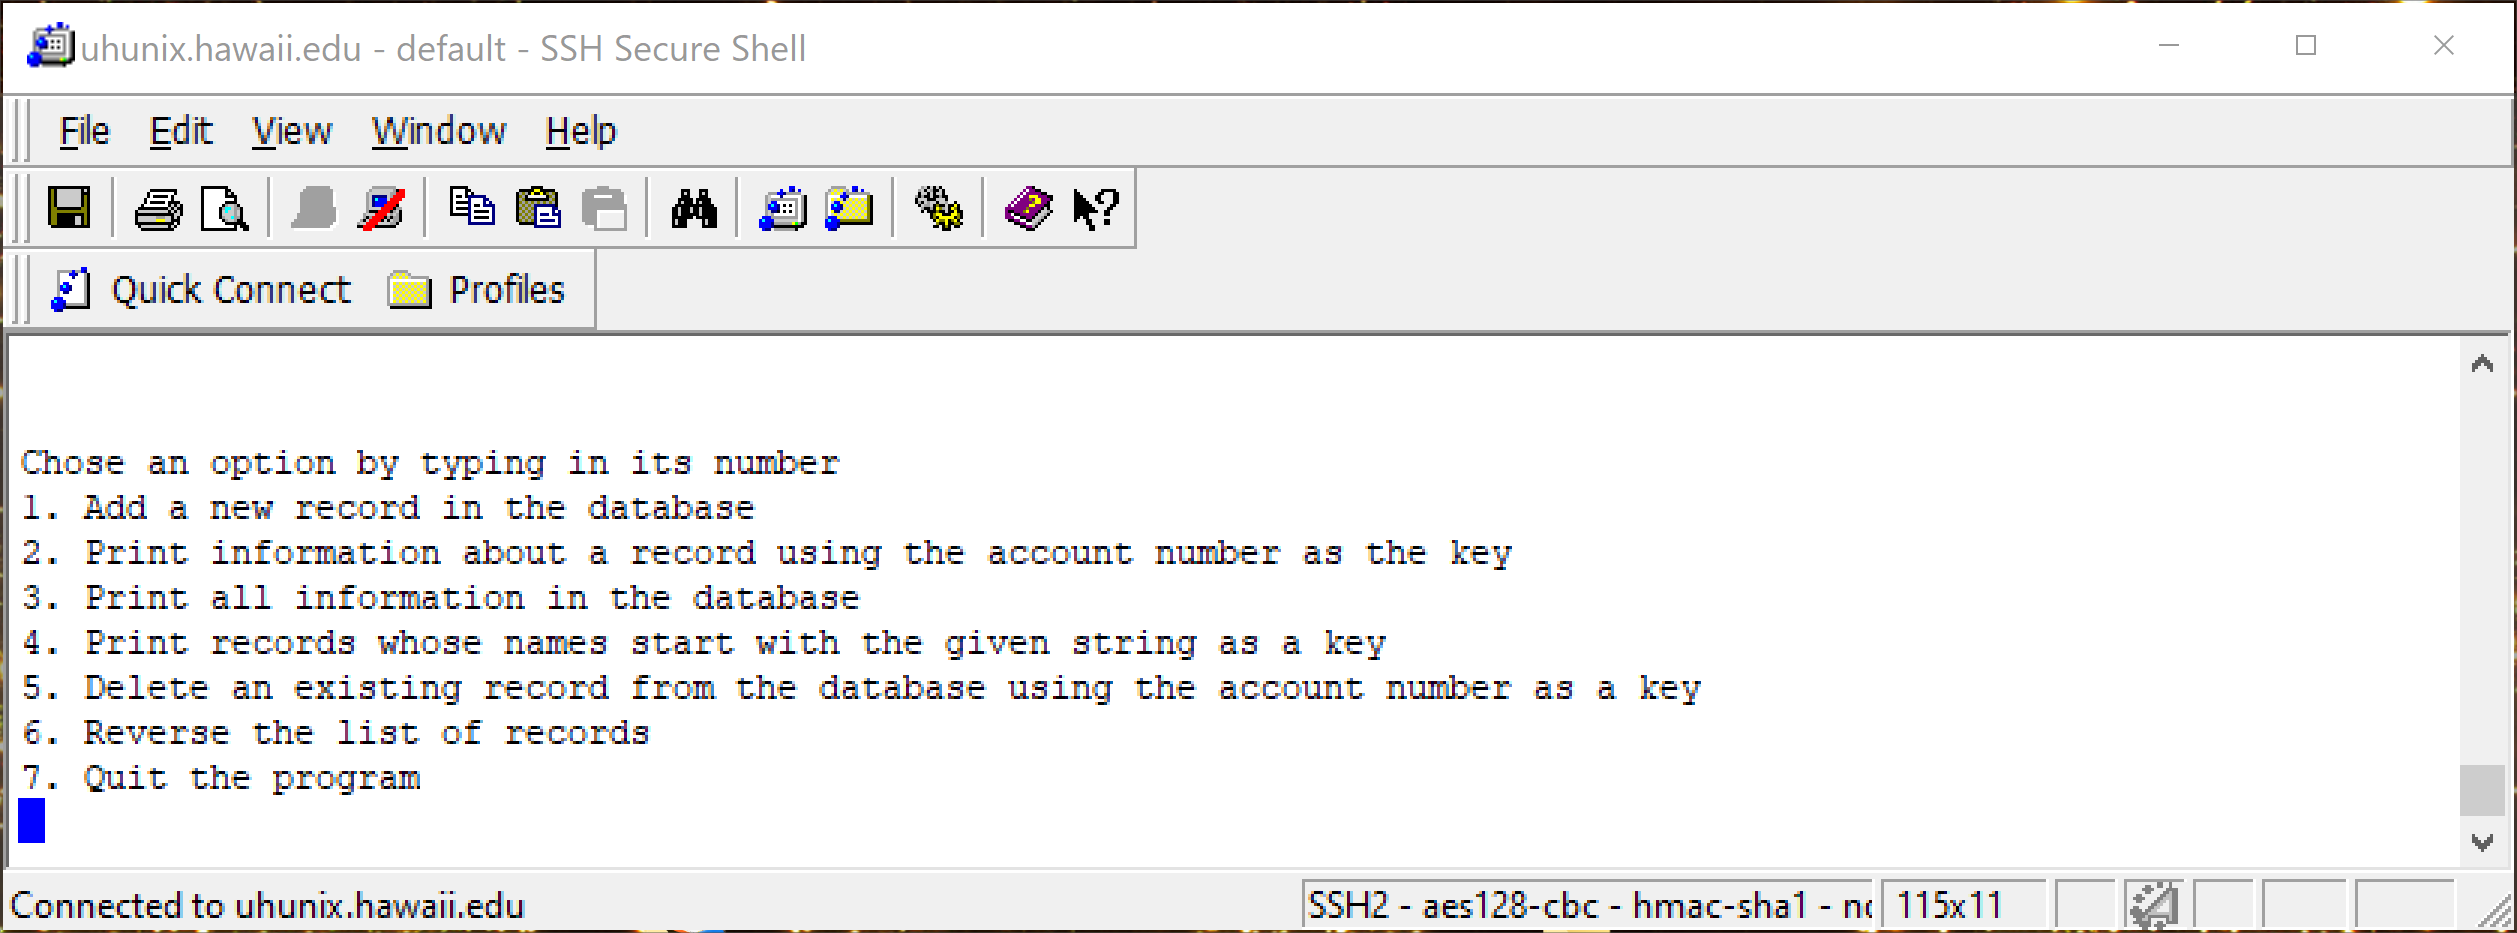 uhunix.hawaii.edu - default - SSH Secure Shell
File Edit View Window Help
Quick Connect Profiles
Chose an option by typing in its number
1. Add a new record in the database
2. Print information about a record using the account number as the key
3. Print all information in the database
4. Print records whose names start with the given string as a key
5. Delete an existing record from the database using the account number as a key
6. Reverse the list of records
7. Quit the program
Connected to uhunix.hawaii.edu SSH2 - aes128-cbc - hmac-sha1 - 115x11